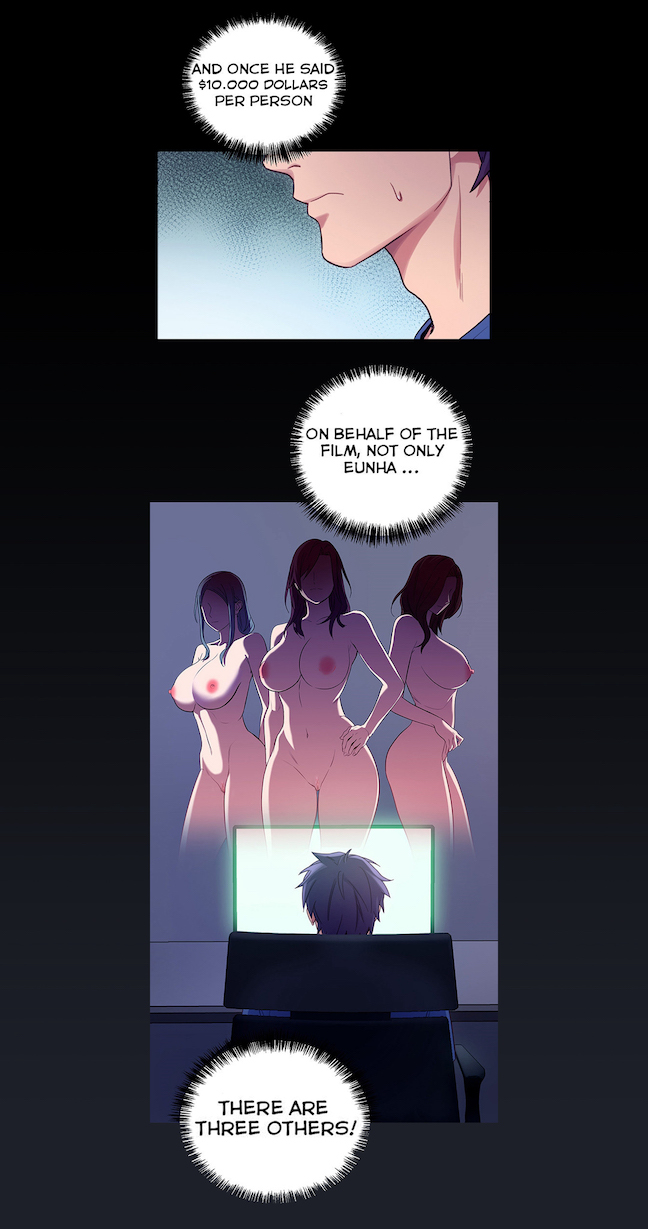 AND ONCE HE SAID
$10.000 DOLLARS
PER PERSON
ON BEHALF OF THE
FILM, NOT ONLY
EUNHA ...
THERE ARE
THREE OTHERS!